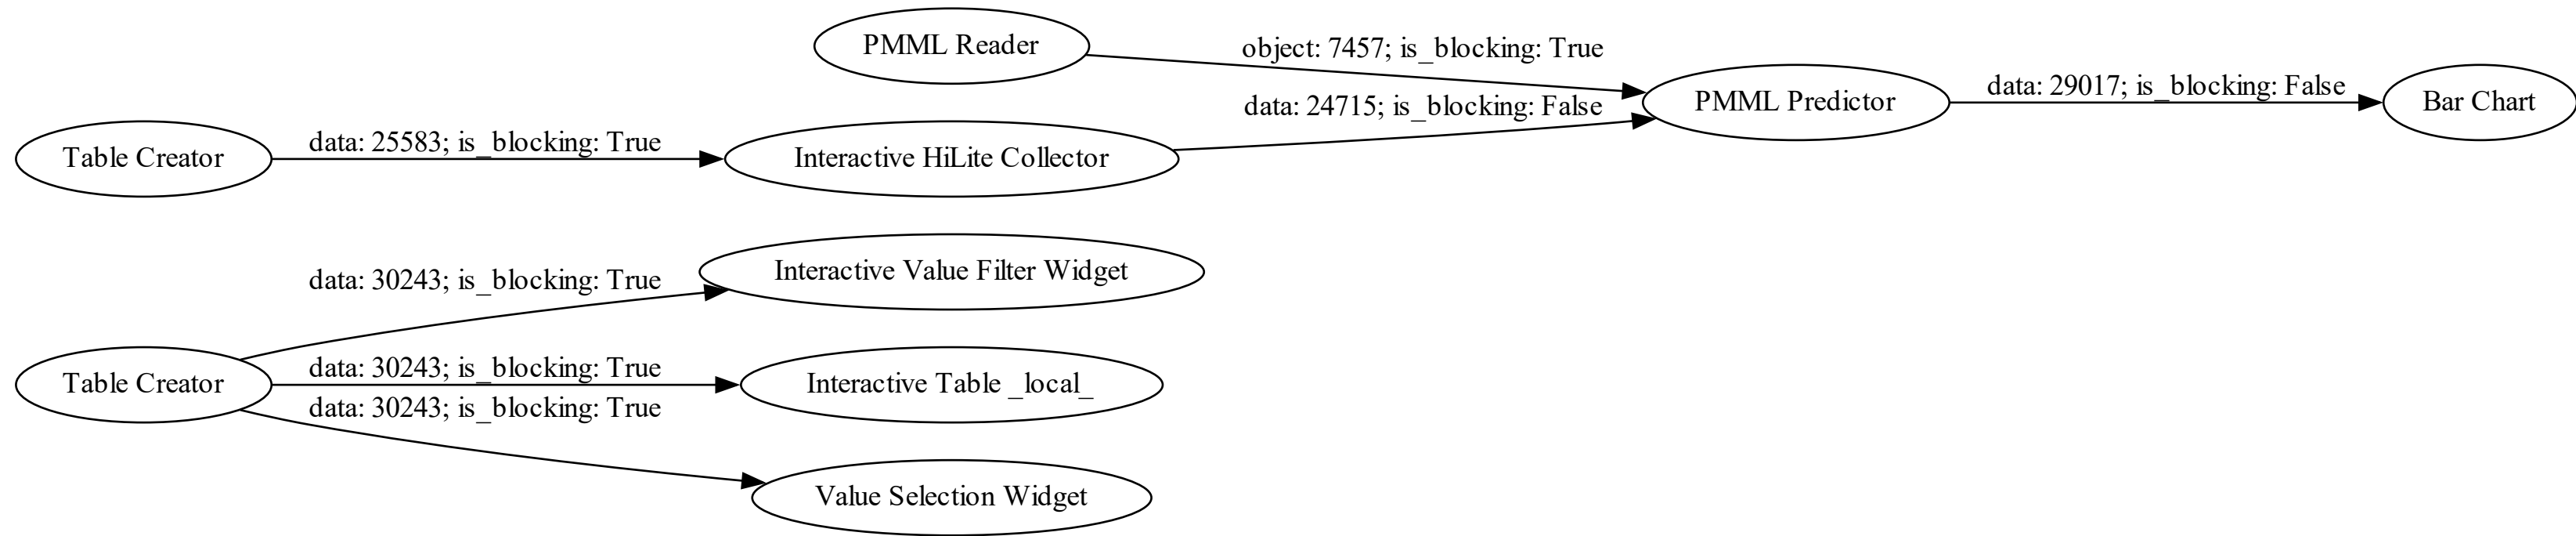 PMML Reader
object: 7457; is_blocking: True
data: 24715; is_blocking: False
PMML Predictor
data: 29017; is_blocking: False
Bar Chart
Table Creator
data: 25583; is_blocking: True
Interactive HiLite Collector
data: 30243; is_blocking: True
Interactive Value Filter Widget
Table Creator
data: 30243; is_blocking: True
Interactive Table _local_
data: 30243; is_blocking: True
Value Selection Widget